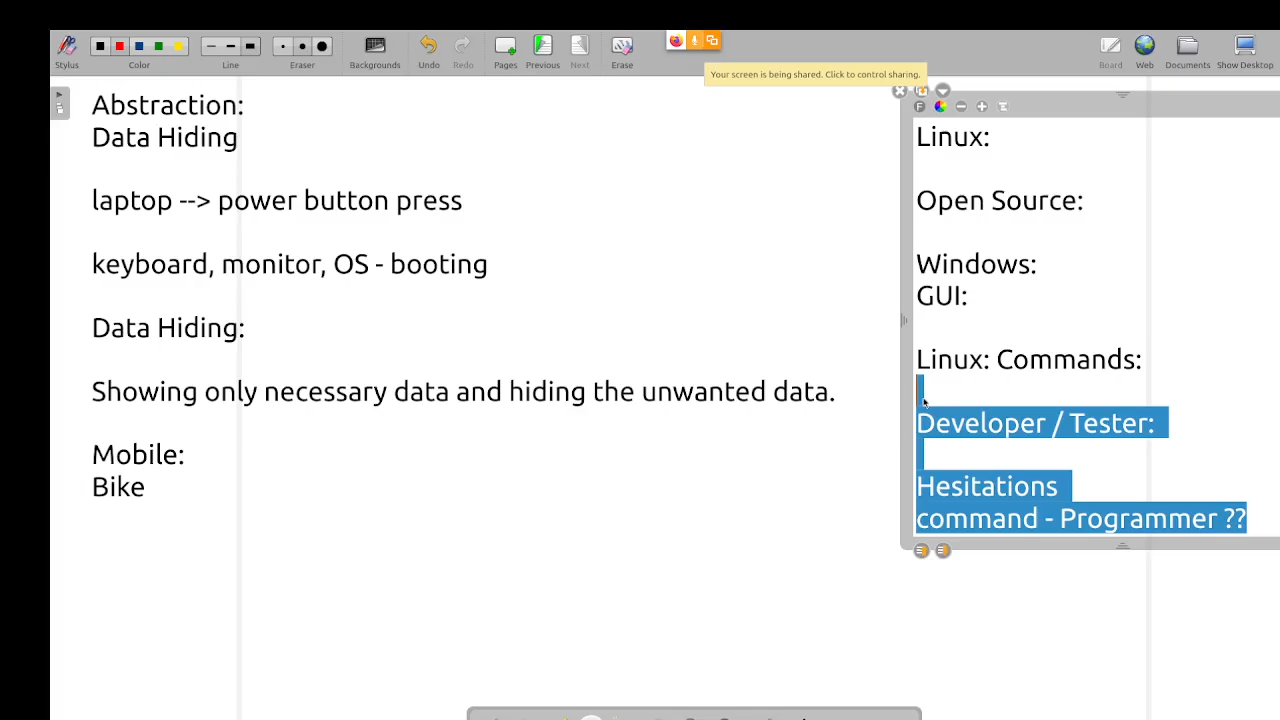 Stylus
Color
Line
Eraser
Backgrounds
Undo
Redo
Pages
Previous
Next
Erase
Board
Web
Documents
Show Desktop
Your screen is being shared. Click to control sharing.
Abstraction:
Data Hiding
laptop --> power button press
keyboard, monitor, OS - booting
Data Hiding:
Showing only necessary data and hiding the unwanted data.
Mobile:
Bike
F
Linux:
Open Source:
Windows:
GUI:
Linux: Commands:
Developer / Tester:
Hesitations
command - Programmer ??